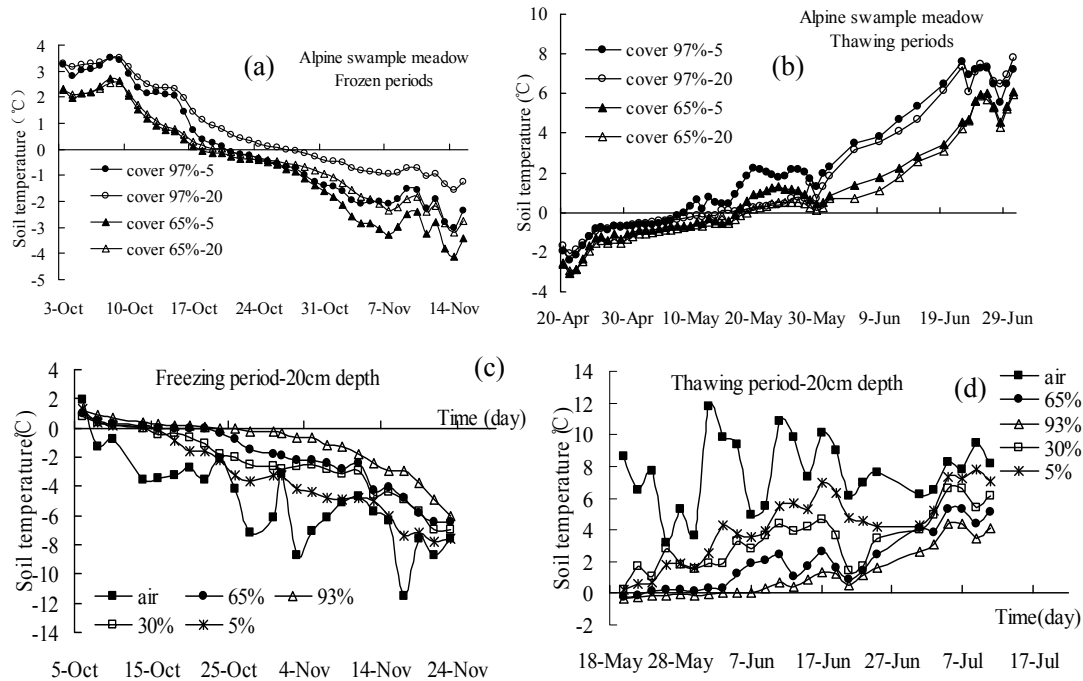 Alpine swample meadow
Frozen periods
(a)
Soil temperature (℃)
4
3
2
1
0
-1
-2
-3
-4
-5
cover 97%-5
cover 97%-20
cover 65%-5
cover 65%-20
3-Oct 10-Oct 17-Oct 24-Oct 31-Oct 7-Nov 14-Nov
Alpine swample meadow
Thawing periods
(b)
Soil temperature (℃)
10
8
6
4
2
0
-2
-4
cover 97%-5
cover 97%-20
cover 65%-5
cover 65%-20
20-Apr 30-Apr 10-May 20-May 30-May 9-Jun 19-Jun 29-Jun
Freezing period-20cm depth
(c)
Time (day)
Soil temperature(℃)
4
2
0
-2
-4
-6
-8
-10
-12
-14
air 65% 93%
30% 5%
5-Oct 15-Oct 25-Oct 4-Nov 14-Nov 24-Nov
Thawing period-20cm depth
(d)
Soil temperature (℃)
14
12
10
8
6
4
2
0
-2
air
65%
93%
30%
5%
Time(day)
18-May 28-May 7-Jun 17-Jun 27-Jun 7-Jul 17-Jul